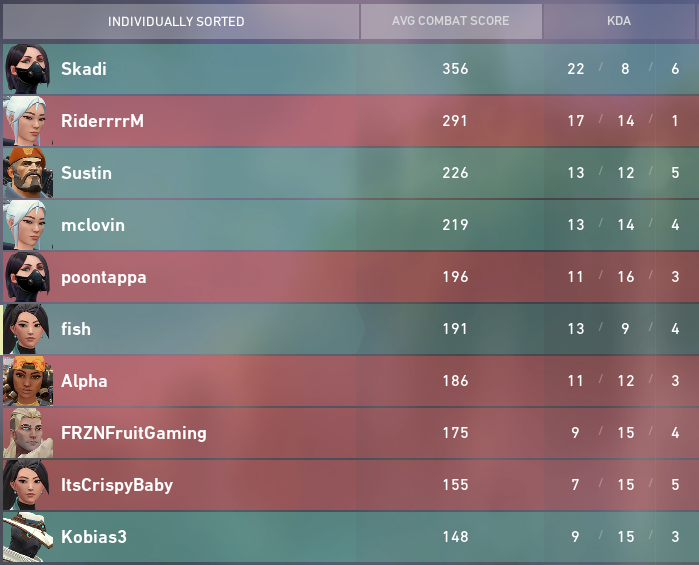 INDIVIDUALLY SORTED AVG COMBAT SCORE KDA
Skadi 356 22 / 8 / 6
RiderrrrM 291 17 / 14 / 1
Sustin 226 13 / 12 / 5
mclovin 219 13 / 14 / 4
poontappa 196 11 / 16 / 3
fish 191 13 / 9 / 4
Alpha 186 11 / 12 / 3
FRZNFruitGaming 175 9 / 15 / 4
ItsCrispyBaby 155 7 / 15 / 5
Kobias3 148 9 / 15 / 3